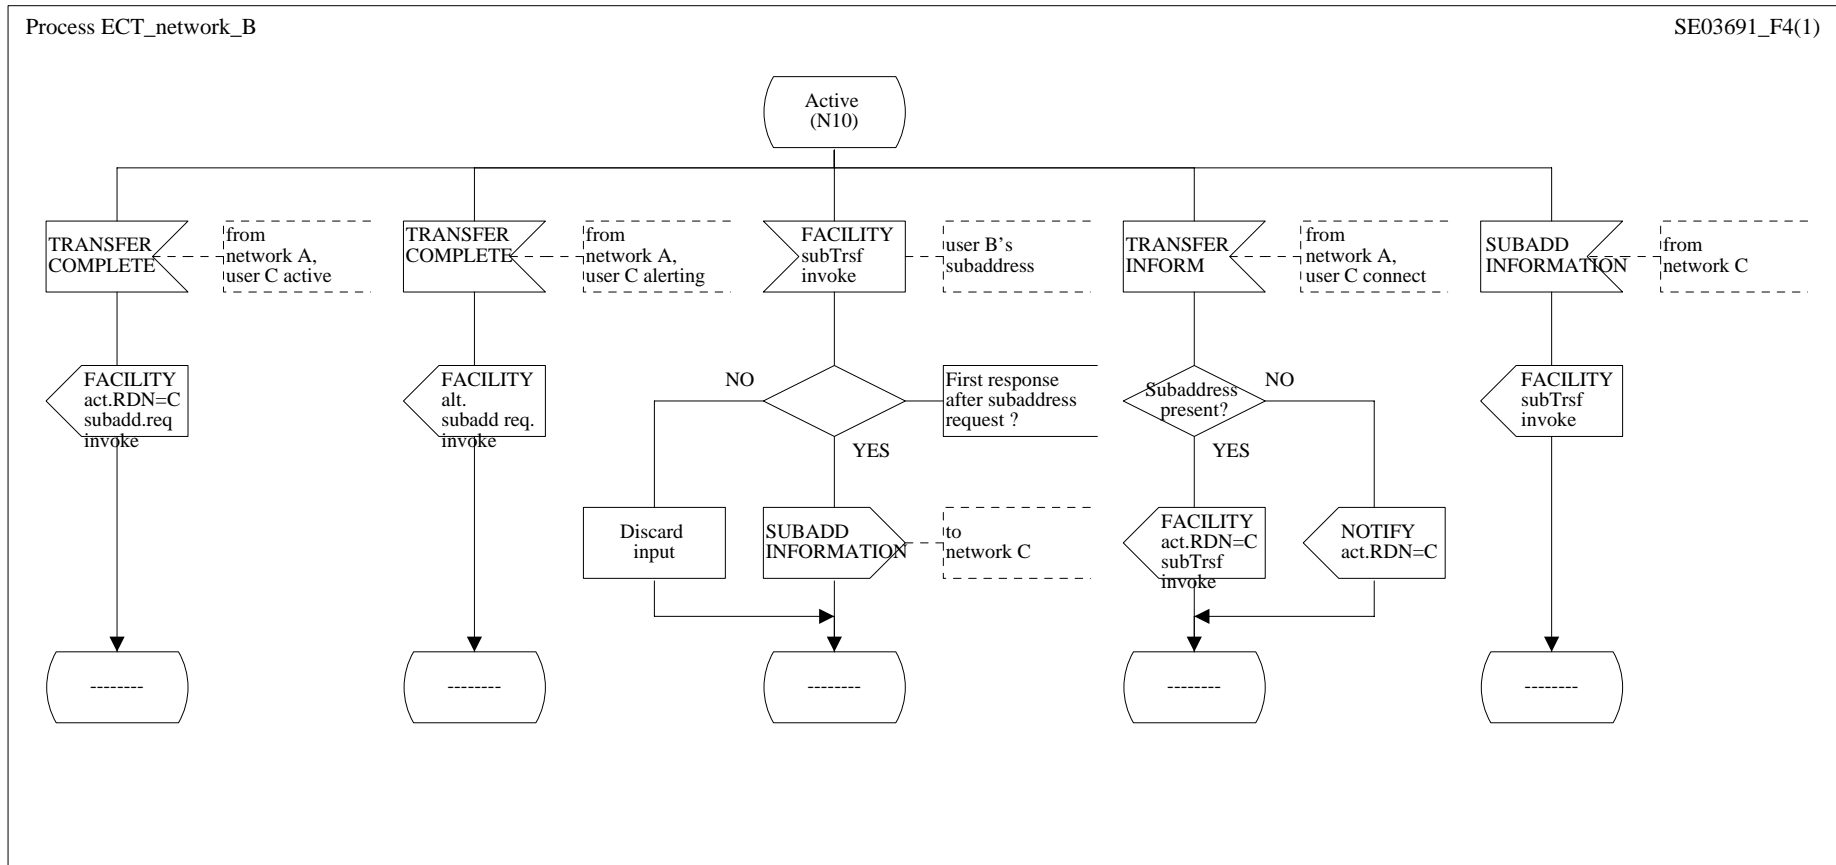 Process ECT_network_B
SE03691_F4(1)
Active
(N10)
TRANSFER
COMPLETE
from
network A,
user C active
TRANSFER
COMPLETE
from
network A,
user C alerting
FACILITY
subTrsf
invoke
user B's
subaddress
TRANSFER
INFORM
from
network A,
user C connect
SUBADD
INFORMATION
from
network C
FACILITY
act.RDN=C
subadd.req
invoke
FACILITY
alt.
subadd req.
invoke
NO
YES
First response
after subaddress
request ?
Subaddress
present?
NO
YES
FACILITY
subTrsf
invoke
Discard
input
SUBADD
INFORMATION
to
network C
FACILITY
act.RDN=C
subTrsf
invoke
NOTIFY
act.RDN=C
--------
--------
--------
--------
--------